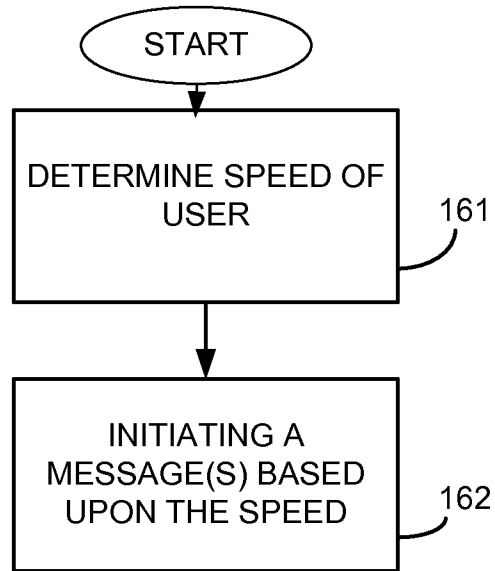 START
DETERMINE SPEED OF
USER
161
INITIATING A
MESSAGE(S) BASED
UPON THE SPEED
162